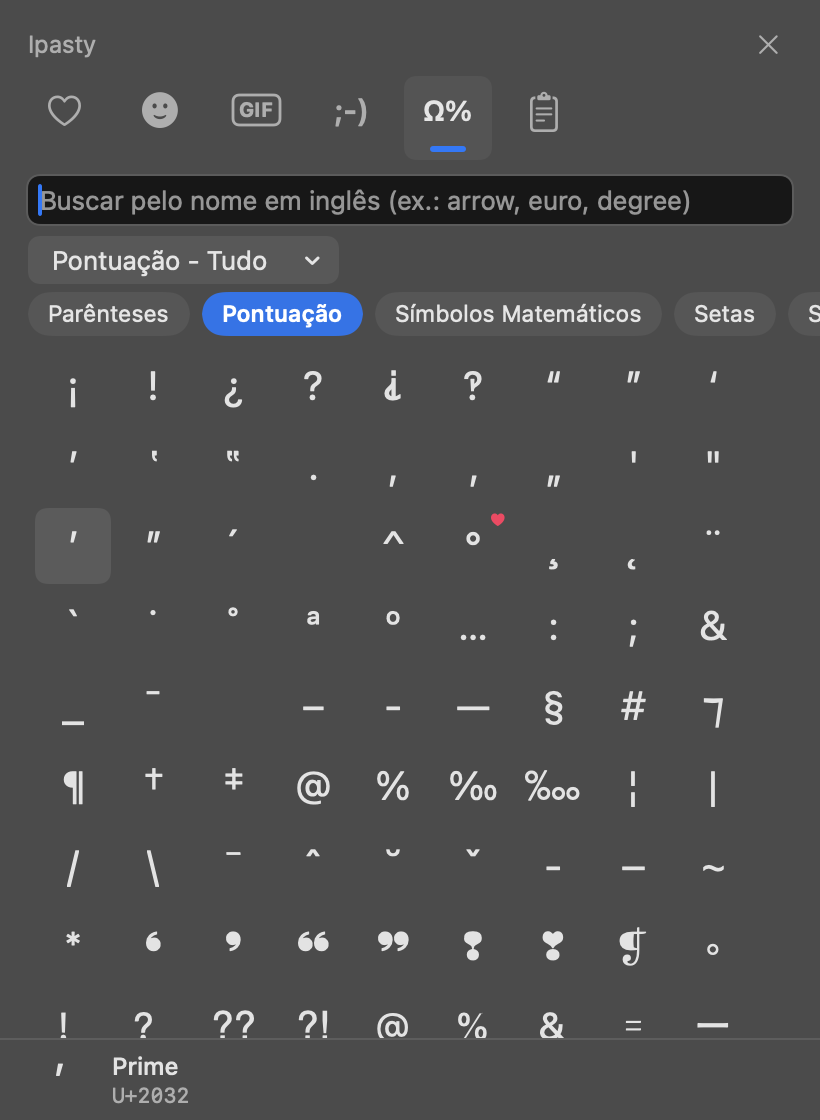 Ipasty
GIF ;-) Ω%
Buscar pelo nome em inglês (ex.: arrow, euro, degree)
Pontuação - Tudo
Parênteses Pontuação Símbolos Matemáticos Setas S
¡ ! ¿ ? ⸘ ‽ “ ” ‘
’ ‛ ‟ . , ‚ „ ' "
′ ″ ´ ^ ° ¸ ˛ ¨
` ˙ ˚ ª º … : ; &
_ ¯ – ‐ — § # ⁊
¶ † ‡ @ % ‰ ‱ ¦ |
/ \ ˉ ˆ ˘ ˇ - – ~
* ❛ ❜ ❝ ❞ ❢ ❣ ❡ 。
! ? ⁇ ⁈ @ % & = —
′ Prime
U+2032